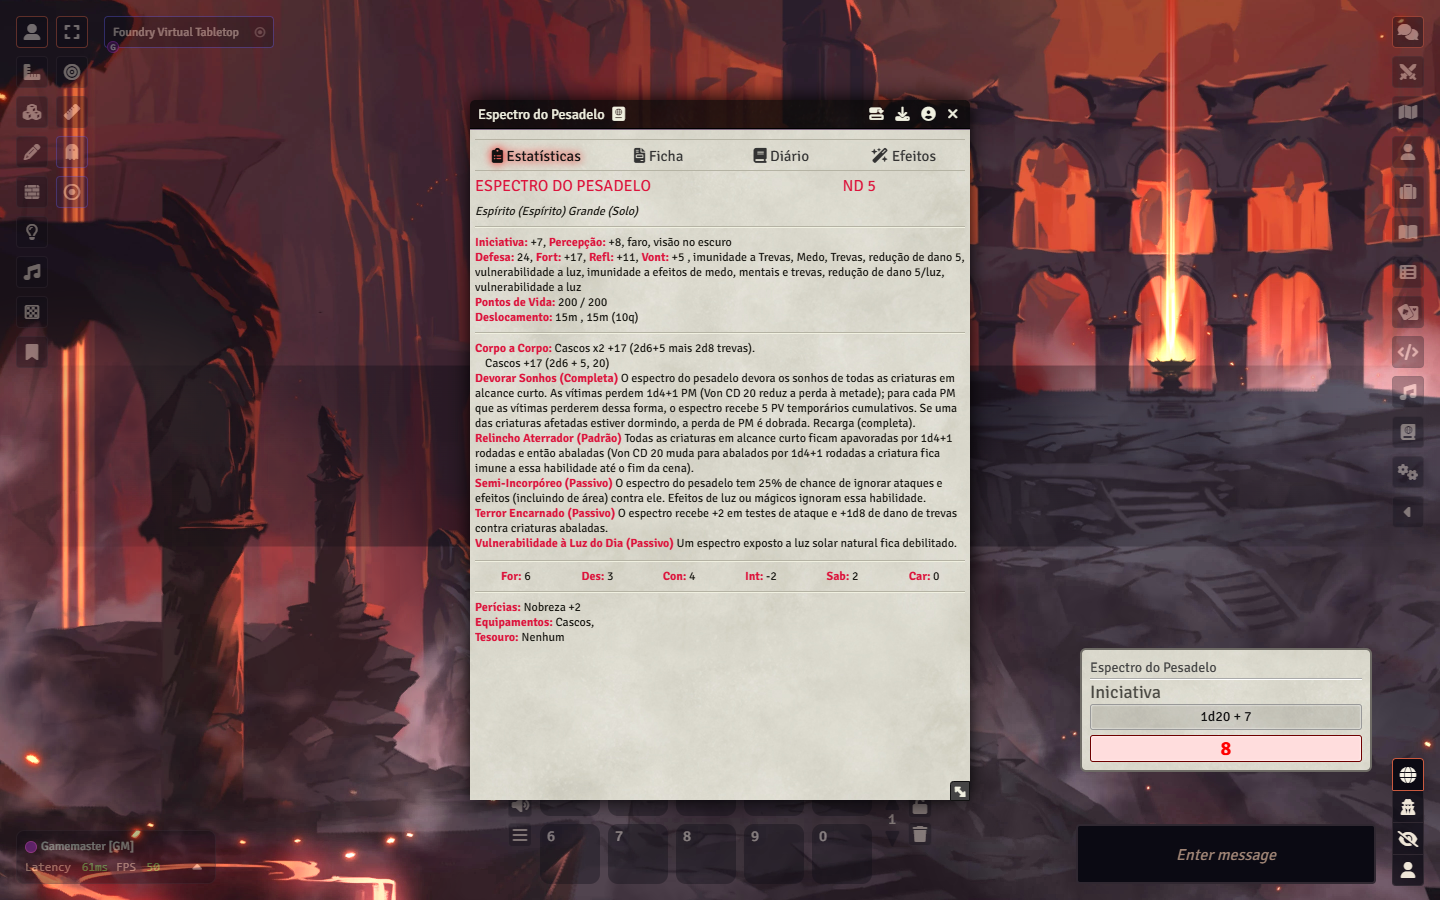 Foundry Virtual Tabletop
G
Espectro do Pesadelo
Estatísticas
Ficha
Diário
Efeitos
ESPECTRO DO PESADELO
ND 5
Espírito (Espírito) Grande (Solo)
Iniciativa: +7, Percepção: +8, faro, visão no escuro
Defesa: 24, Fort: +17, Refl: +11, Vont: +5 , imunidade a Trevas, Medo, Trevas, redução de dano 5,
vulnerabilidade a luz, imunidade a efeitos de medo, mentais e trevas, redução de dano 5/luz,
vulnerabilidade a luz
Pontos de Vida: 200 / 200
Deslocamento: 15m , 15m (10q)
Corpo a Corpo: Cascos x2 +17 (2d6+5 mais 2d8 trevas).
Cascos +17 (2d6 + 5, 20)
Devorar Sonhos (Completa) O espectro do pesadelo devora os sonhos de todas as criaturas em
alcance curto. As vítimas perdem 1d4+1 PM (Von CD 20 reduz a perda à metade); para cada PM
que as vítimas perderem dessa forma, o espectro recebe 5 PV temporários cumulativos. Se uma
das criaturas afetadas estiver dormindo, a perda de PM é dobrada. Recarga (completa).
Relincho Aterrador (Padrão) Todas as criaturas em alcance curto ficam apavoradas por 1d4+1
rodadas e então abaladas (Von CD 20 muda para abalados por 1d4+1 rodadas a criatura fica
imune a essa habilidade até o fim da cena).
Semi-Incorpóreo (Passivo) O espectro do pesadelo tem 25% de chance de ignorar ataques e
efeitos (incluindo de área) contra ele. Efeitos de luz ou mágicos ignoram essa habilidade.
Terror Encarnado (Passivo) O espectro recebe +2 em testes de ataque e +1d8 de dano de trevas
contra criaturas abaladas.
Vulnerabilidade à Luz do Dia (Passivo) Um espectro exposto a luz solar natural fica debilitado.
For: 6
Des: 3
Con: 4
Int: -2
Sab: 2
Car: 0
Perícias: Nobreza +2
Equipamentos: Cascos,
Tesouro: Nenhum
Espectro do Pesadelo
Iniciativa
1d20 + 7
8
6
7
8
9
0
1
Gamemaster [GM]
Latency 61ms FPS 50
Enter message